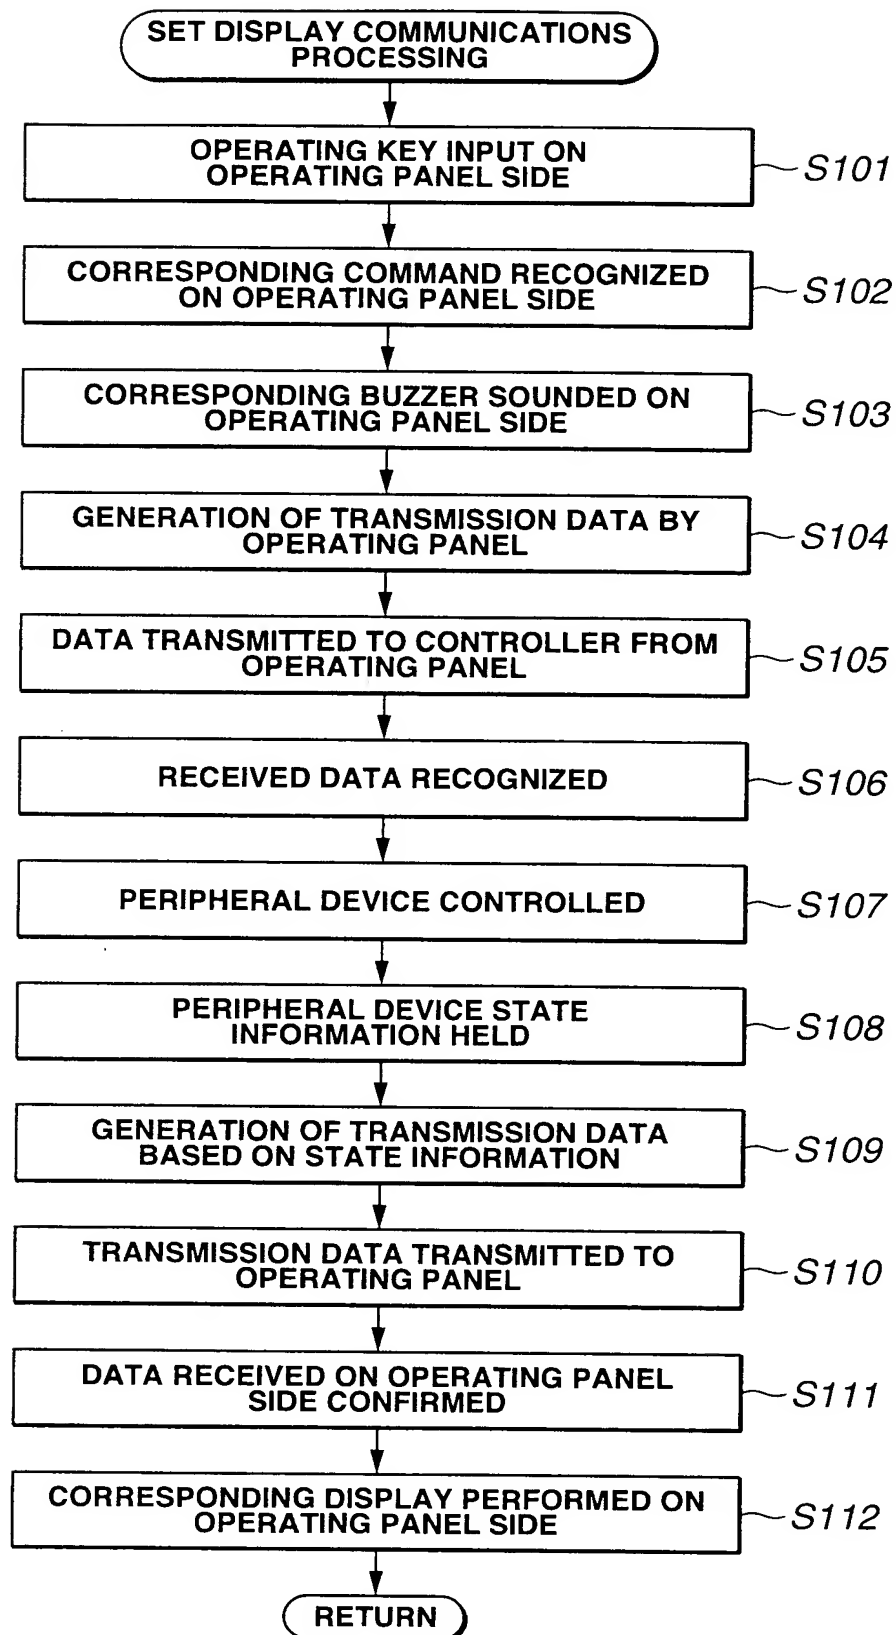 SET DISPLAY COMMUNICATIONS
PROCESSING
OPERATING KEY INPUT ON
OPERATING PANEL SIDE
S101
CORRESPONDING COMMAND RECOGNIZED
ON OPERATING PANEL SIDE
S102
CORRESPONDING BUZZER SOUNDED ON
OPERATING PANEL SIDE
S103
GENERATION OF TRANSMISSION DATA BY
OPERATING PANEL
S104
DATA TRANSMITTED TO CONTROLLER FROM
OPERATING PANEL
S105
RECEIVED DATA RECOGNIZED
S106
PERIPHERAL DEVICE CONTROLLED
S107
PERIPHERAL DEVICE STATE
INFORMATION HELD
S108
GENERATION OF TRANSMISSION DATA
BASED ON STATE INFORMATION
S109
TRANSMISSION DATA TRANSMITTED TO
OPERATING PANEL
S110
DATA RECEIVED ON OPERATING PANEL
SIDE CONFIRMED
S111
CORRESPONDING DISPLAY PERFORMED ON
OPERATING PANEL SIDE
S112
RETURN